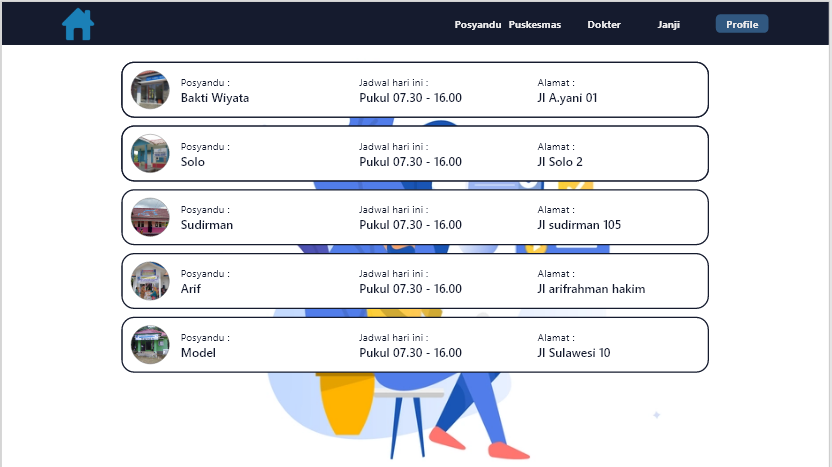 Posyandu Puskesmas Dokter Janji Profile
Posyandu : Jadwal hari ini : Alamat :
Bakti Wiyata Pukul 07.30 - 16.00 Jl A.yani 01
Posyandu : Jadwal hari ini : Alamat :
Solo Pukul 07.30 - 16.00 Jl Solo 2
Posyandu : Jadwal hari ini : Alamat :
Sudirman Pukul 07.30 - 16.00 Jl sudirman 105
Posyandu : Jadwal hari ini : Alamat :
Arif Pukul 07.30 - 16.00 Jl arifrahman hakim
Posyandu : Jadwal hari ini : Alamat :
Model Pukul 07.30 - 16.00 Jl Sulawesi 10